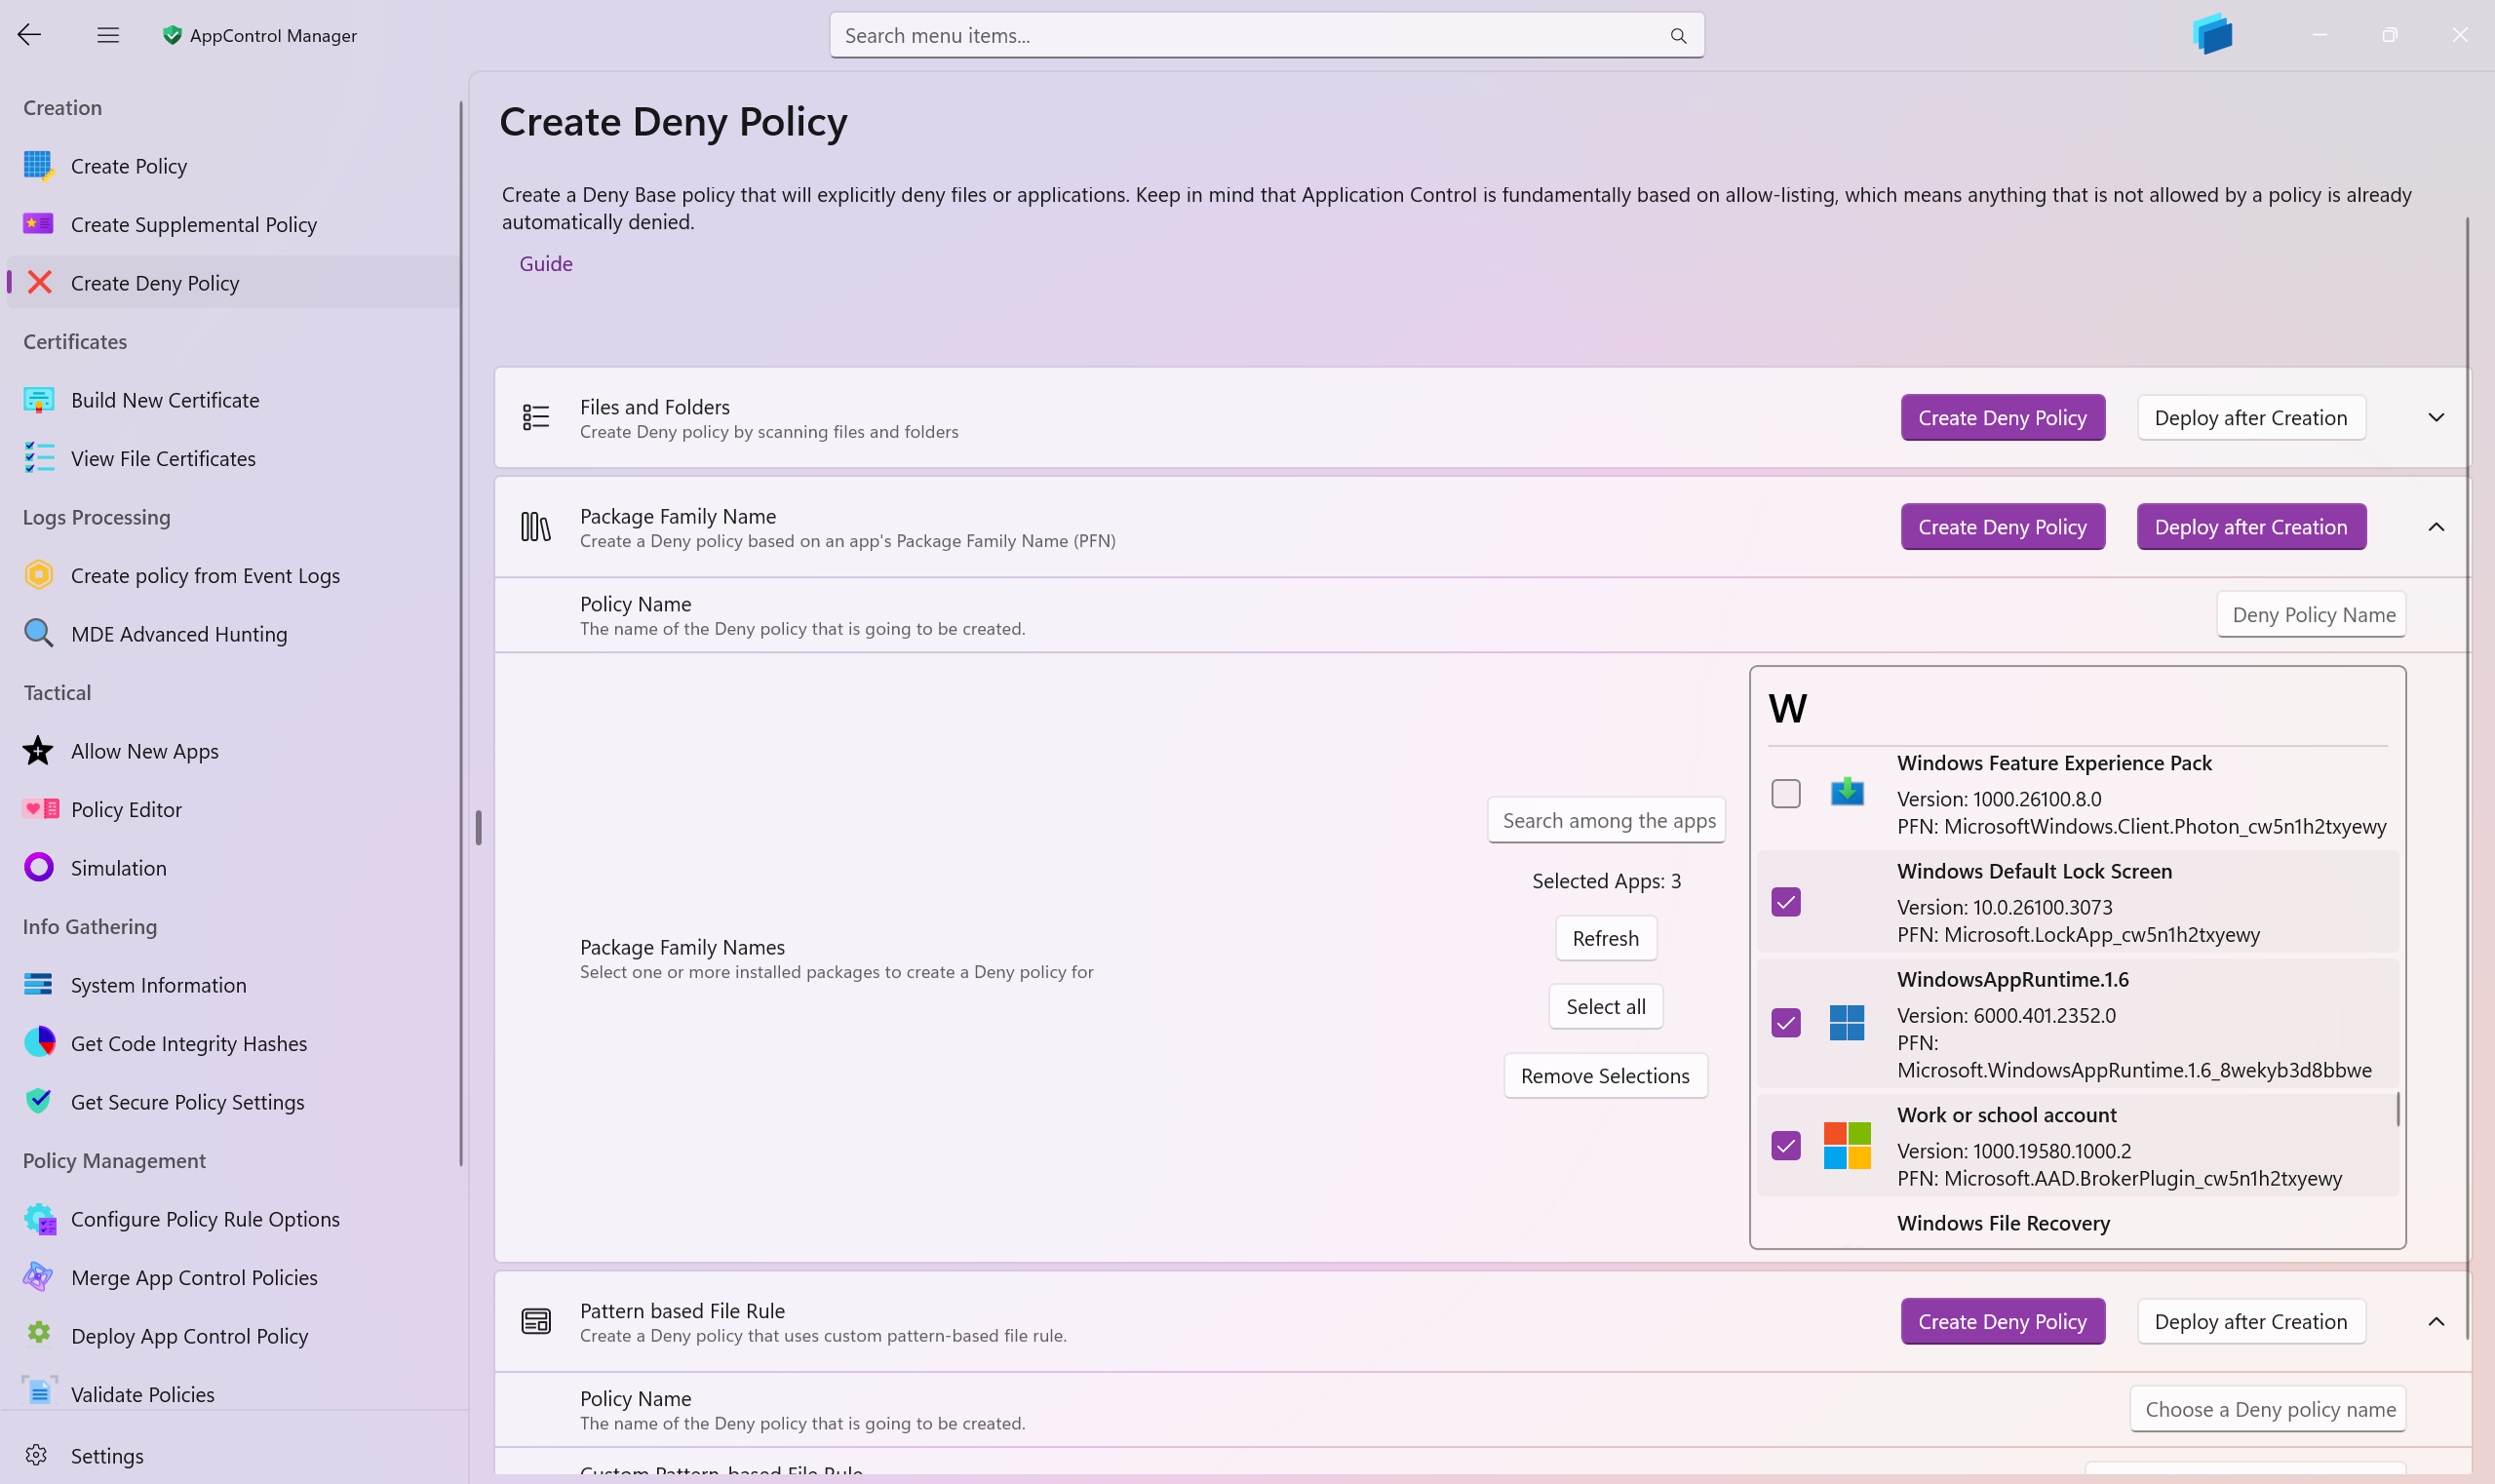 AppControl Manager
Search menu items...
Creation
Create Policy
Create Supplemental Policy
Create Deny Policy
Certificates
Build New Certificate
View File Certificates
Logs Processing
Create policy from Event Logs
MDE Advanced Hunting
Tactical
Allow New Apps
Policy Editor
Simulation
Info Gathering
System Information
Get Code Integrity Hashes
Get Secure Policy Settings
Policy Management
Configure Policy Rule Options
Merge App Control Policies
Deploy App Control Policy
Validate Policies
Settings
Create Deny Policy
Create a Deny Base policy that will explicitly deny files or applications. Keep in mind that Application Control is fundamentally based on allow-listing, which means anything that is not allowed by a policy is already
automatically denied.
Guide
Files and Folders
Create Deny policy by scanning files and folders
Create Deny Policy
Deploy after Creation
Package Family Name
Create a Deny policy based on an app's Package Family Name (PFN)
Create Deny Policy
Deploy after Creation
Policy Name
The name of the Deny policy that is going to be created.
Deny Policy Name
Package Family Names
Select one or more installed packages to create a Deny policy for
Search among the apps
Selected Apps: 3
Refresh
Select all
Remove Selections
W
Windows Feature Experience Pack
Version: 1000.26100.8.0
PFN: MicrosoftWindows.Client.Photon_cw5n1h2txyewy
Windows Default Lock Screen
Version: 10.0.26100.3073
PFN: Microsoft.LockApp_cw5n1h2txyewy
WindowsAppRuntime.1.6
Version: 6000.401.2352.0
PFN:
Microsoft.WindowsAppRuntime.1.6_8wekyb3d8bbwe
Work or school account
Version: 1000.19580.1000.2
PFN: Microsoft.AAD.BrokerPlugin_cw5n1h2txyewy
Windows File Recovery
Pattern based File Rule
Create a Deny policy that uses custom pattern-based file rule.
Create Deny Policy
Deploy after Creation
Policy Name
The name of the Deny policy that is going to be created.
Choose a Deny policy name
Custom Pattern-based File Rule